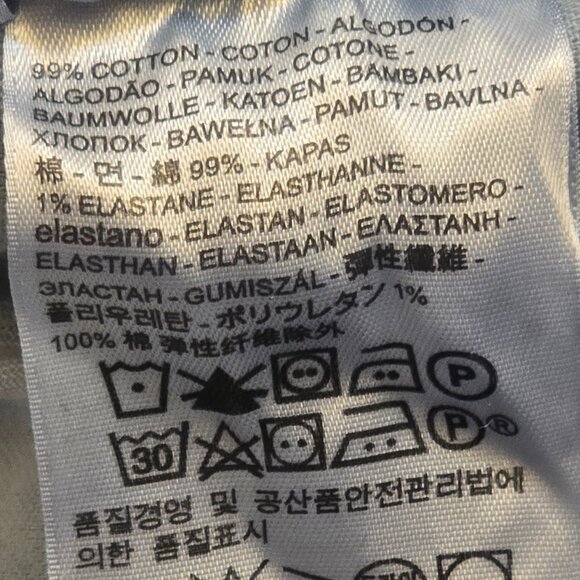 99% COTTON - COTON - ALGODÓN -
ALGODÃO - PAMUK - COTONE -
BAUMWOLLE - KATOEN - BAMBAKI -
ХЛОПОК - BAWEŁNA - PAMUT - BAVLNA -
棉 - 면 - 綿 99% - KAPAS
1% ELASTANE - ELASTHANNE -
elastano - ELASTAN - ELASTOMERO -
ELASTHAN - ELASTAAN - ΕΛΑΣΤΑΝΗ -
ЭЛАСТАН - GUMISZÁL - 彈性纖維 -
폴리우레탄 - ポリウレタン 1%
100% 棉 弹性纤维除外
P
30 P ®
품질경영 및 공산품안전관리법에
의한 품질표시